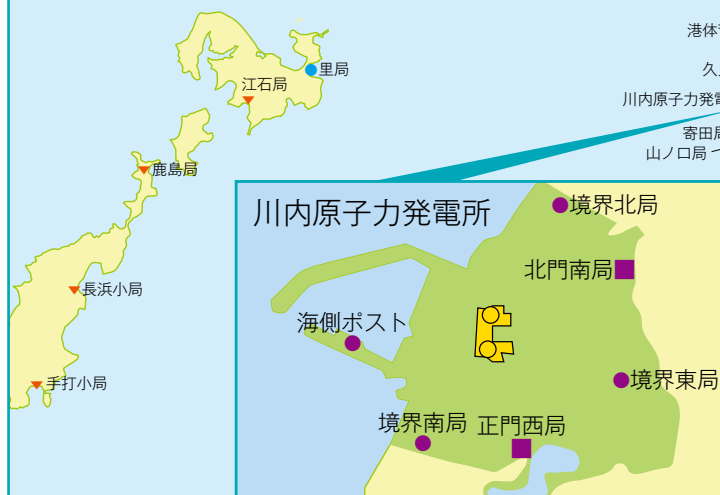 港体
里局
江石局
久
川内原子力発電
寄田局
山ノ口局
鹿島局
川内原子力発電所
境界北局
北門南局
長浜小局
海側ポスト
手打小局
境界東局
境界南局
正門西局